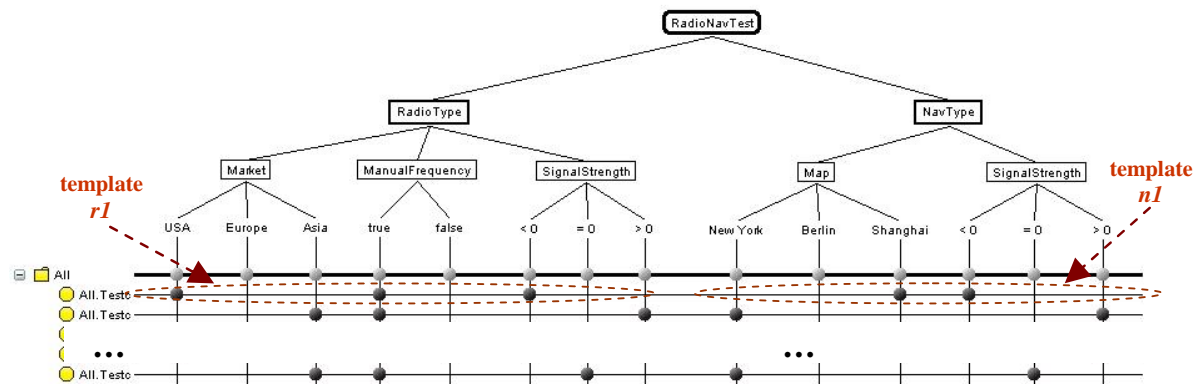 RadioNavTest
RadioType
NavType
Market
ManualFrequency
SignalStrength
Map
SignalStrength
template
r1
template
n1
USA
Europe
Asia
true
false
< 0
= 0
> 0
New York
Berlin
Shanghai
< 0
= 0
> 0
All
All.Testc
All.Testc
... ...
All.Testc